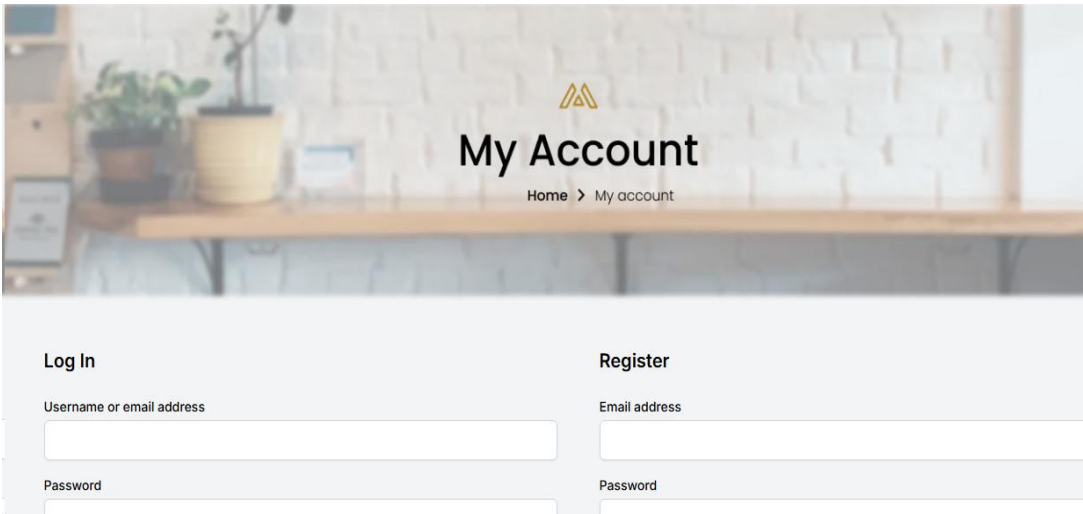 My Account
Home > My account
Log In
Username or email address
Password
Register
Email address
Password